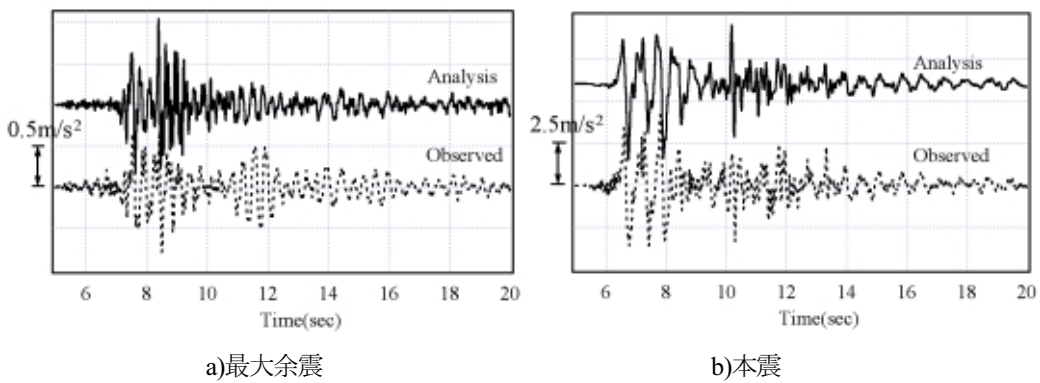 Analysis
0.5m/s²
Observed
6 8 10 12 14 16 18 20
Time(sec)
a)最大余震
Analysis
2.5m/s²
Observed
6 8 10 12 14 16 18 20
Time(sec)
b)本震